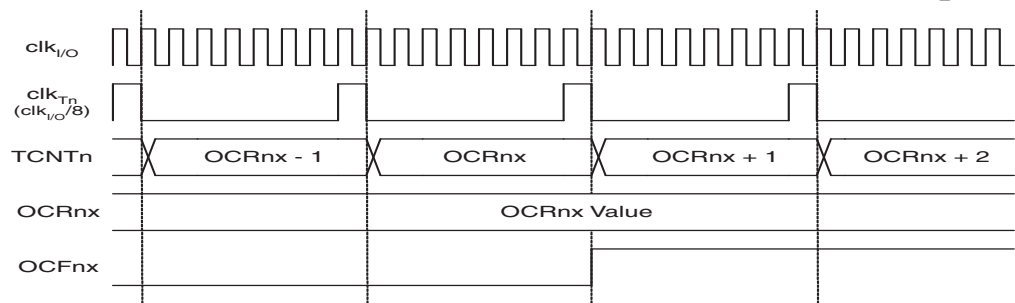 clkI/O
clkTn
(clkI/O/8)
TCNTn OCRnx - 1 OCRnx OCRnx + 1 OCRnx + 2
OCRnx OCRnx Value
OCFnx